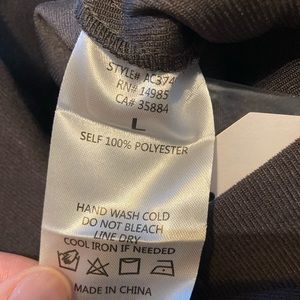 STYLE# AC374
RN# 14985
CA# 35884
L
SELF 100% POLYESTER
HAND WASH COLD
DO NOT BLEACH
LINE DRY
COOL IRON IF NEEDED
MADE IN CHINA